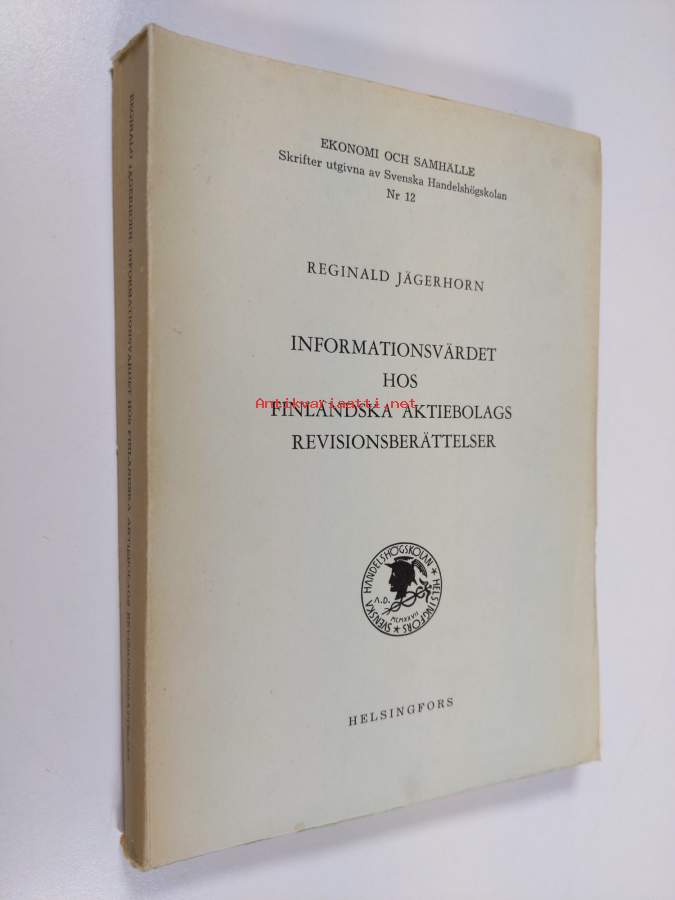 EKONOMI OCH SAMHÄLLE
Skrifter utgivna av Svenska Handelshögskolan
Nr 12
REGINALD JÄGERHORN
INFORMATIONSVÄRDET
HOS
Antikvariaatti.net
FINLÄNDSKA AKTIEBOLAGS
REVISIONSBERÄTTELSER
SVENSKA HANDELSHÖGSKOLAN * HELSINGFORS *
A.D.
MCMXXVII
HELSINGFORS
REGINALD JÄGERHORN: INFORMATIONSVÄRDET HOS FINLÄNDSKA AKTIEBOLAGS REVISIONSBERÄTTELSER